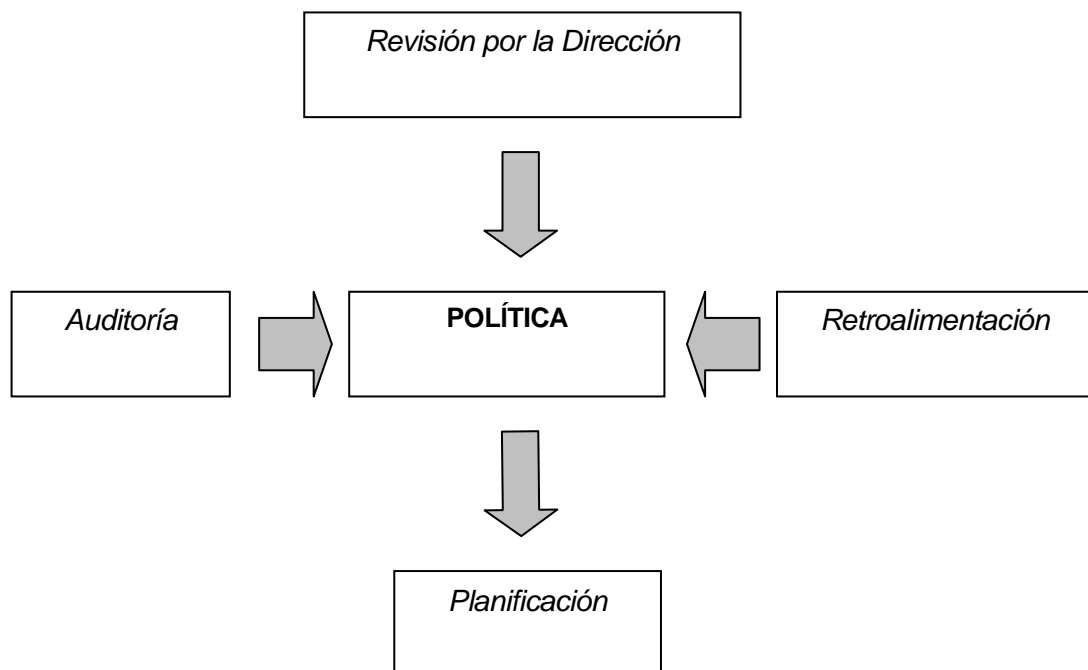 Revisión por la Dirección
Auditoría
POLÍTICA
Retroalimentación
Planificación